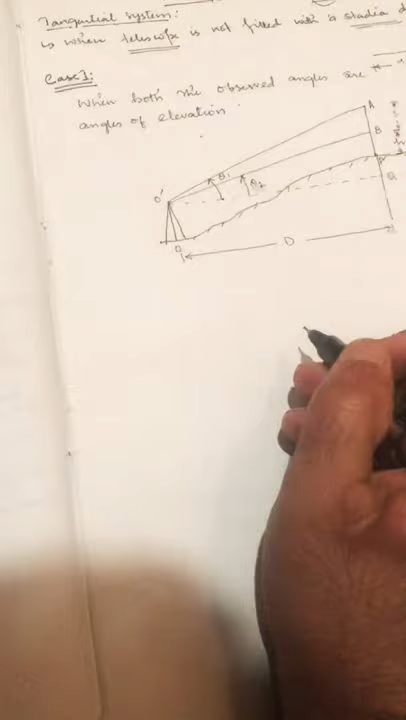 Tangential system:
↳ when telescope is not fitted with a stadia
Case 1:
When both the observed angles are
angles of elevation
A
B
θ₁
θ₂
O'
D